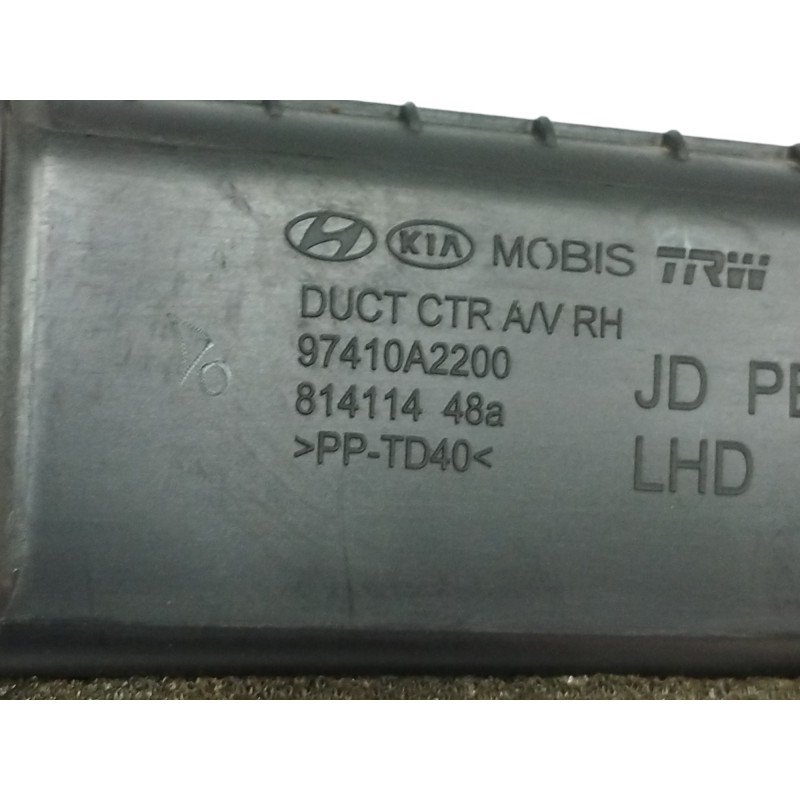 KIA MOBIS TRW
DUCT CTR A/V RH
97410A2200
814114 48a
>PP-TD40<
JD
LHD